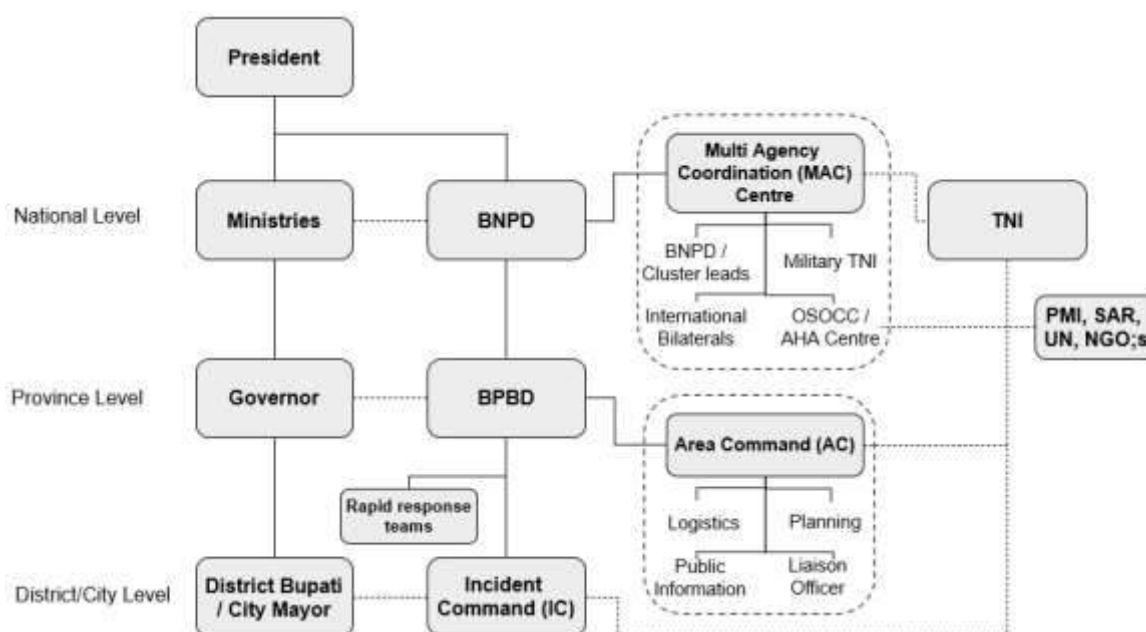 President
Multi Agency
Coordination (MAC)
Centre
National Level
Ministries
BNPD
TNI
BNPD /
Cluster leads
Military TNI
International
Bilaterals
OSOCC /
AHA Centre
PMI, SAR,
UN, NGO;s
Province Level
Governor
BPBD
Area Command (AC)
Rapid response
teams
Logistics
Planning
Public
Information
Liaison
Officer
District/City Level
District Bupati
/ City Mayor
Incident
Command (IC)